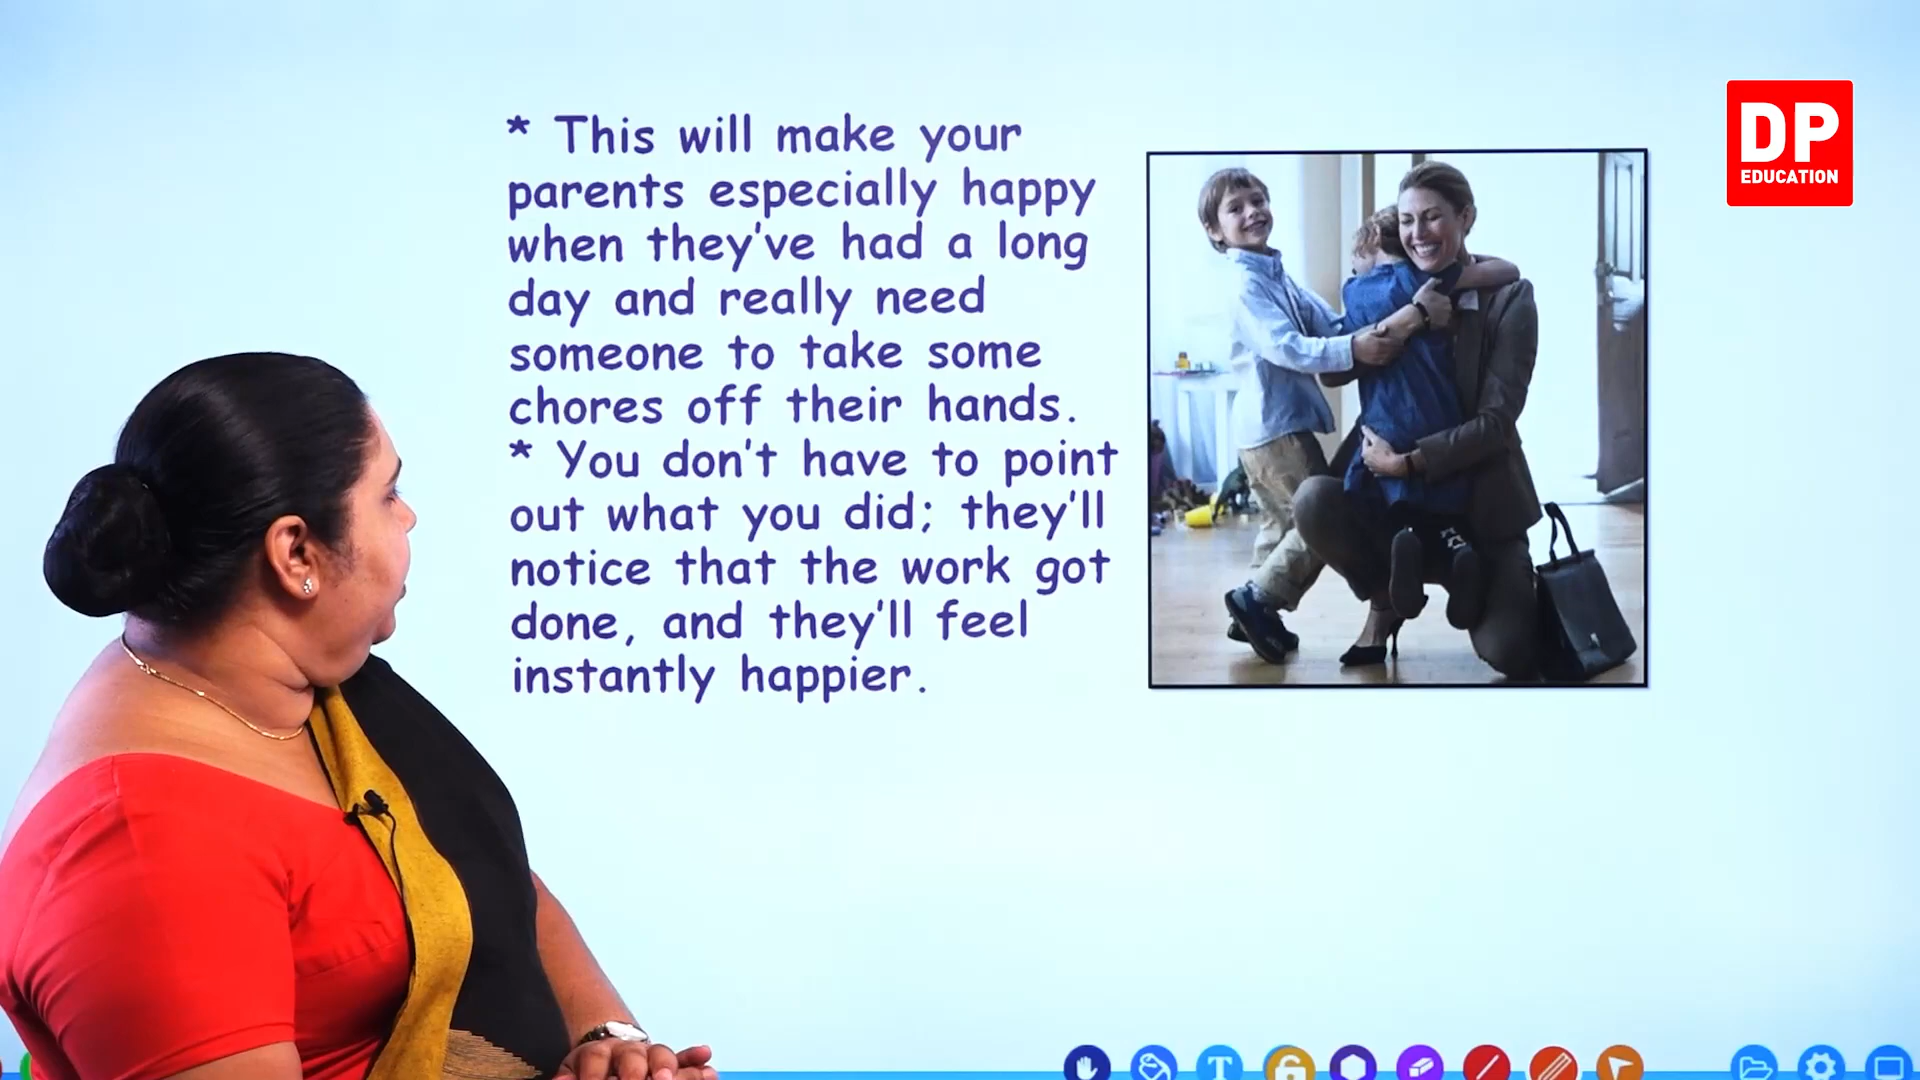 * This will make your
parents especially happy
when they've had a long
day and really need
someone to take some
chores off their hands.
* You don't have to point
out what you did; they'll
notice that the work got
done, and they'll feel
instantly happier.
DP
EDUCATION
T